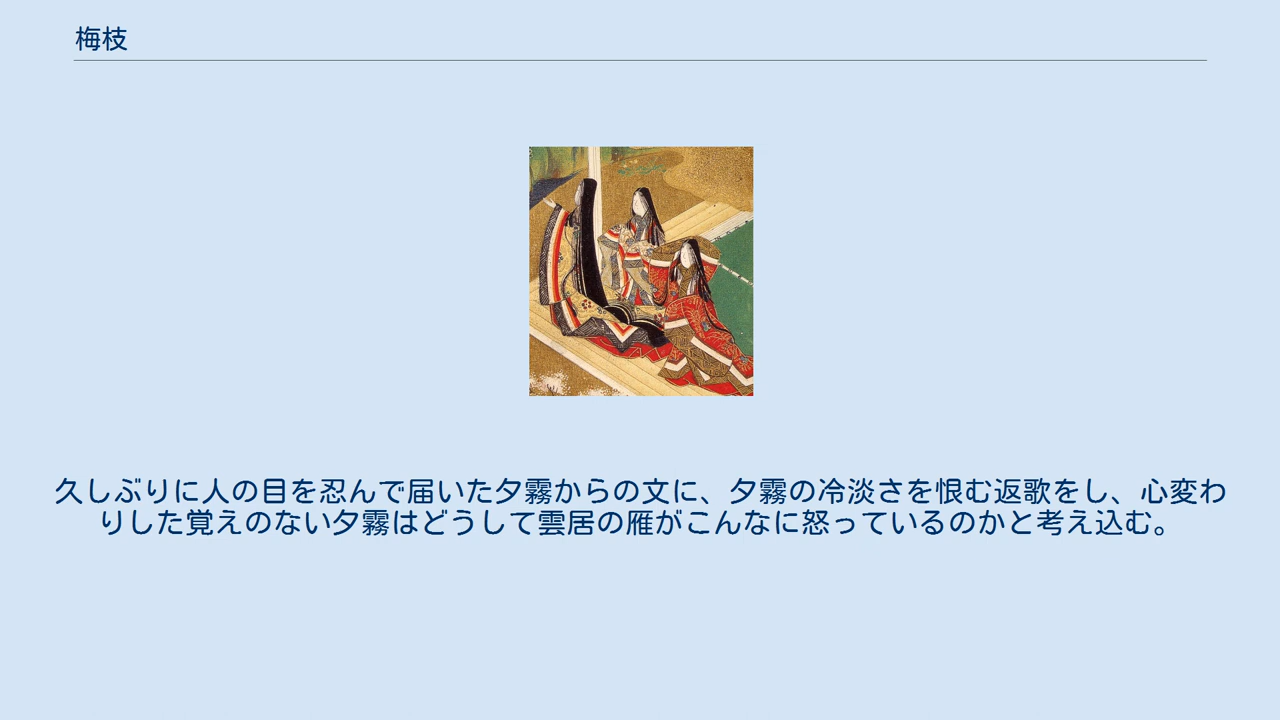 梅枝
久しぶりに人の目を忍んで届いた夕霧からの文に、夕霧の冷淡さを恨む返歌をし、心変わ
りした覚えのない夕霧はどうして雲居の雁がこんなに怒っているのかと考え込む。